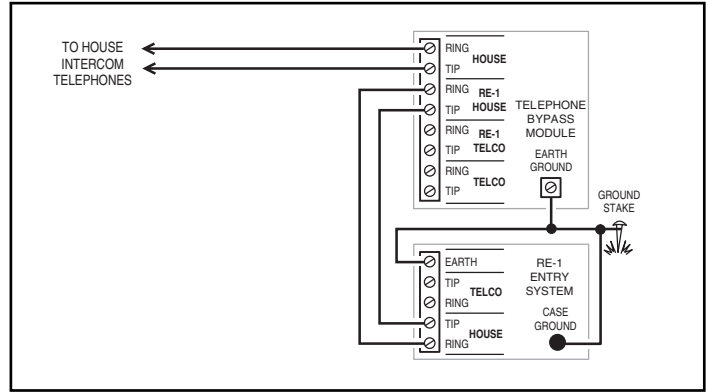 TO HOUSE
INTERCOM
TELEPHONES
RING
HOUSE
TIP
RING RE-1
TIP HOUSE
RING RE-1
TIP TELCO
RING
TELCO
TIP
TELEPHONE
BYPASS
MODULE
EARTH
GROUND
GROUND
STAKE
EARTH
TIP
TELCO
RING
TIP
HOUSE
RING
RE-1
ENTRY
SYSTEM
CASE
GROUND